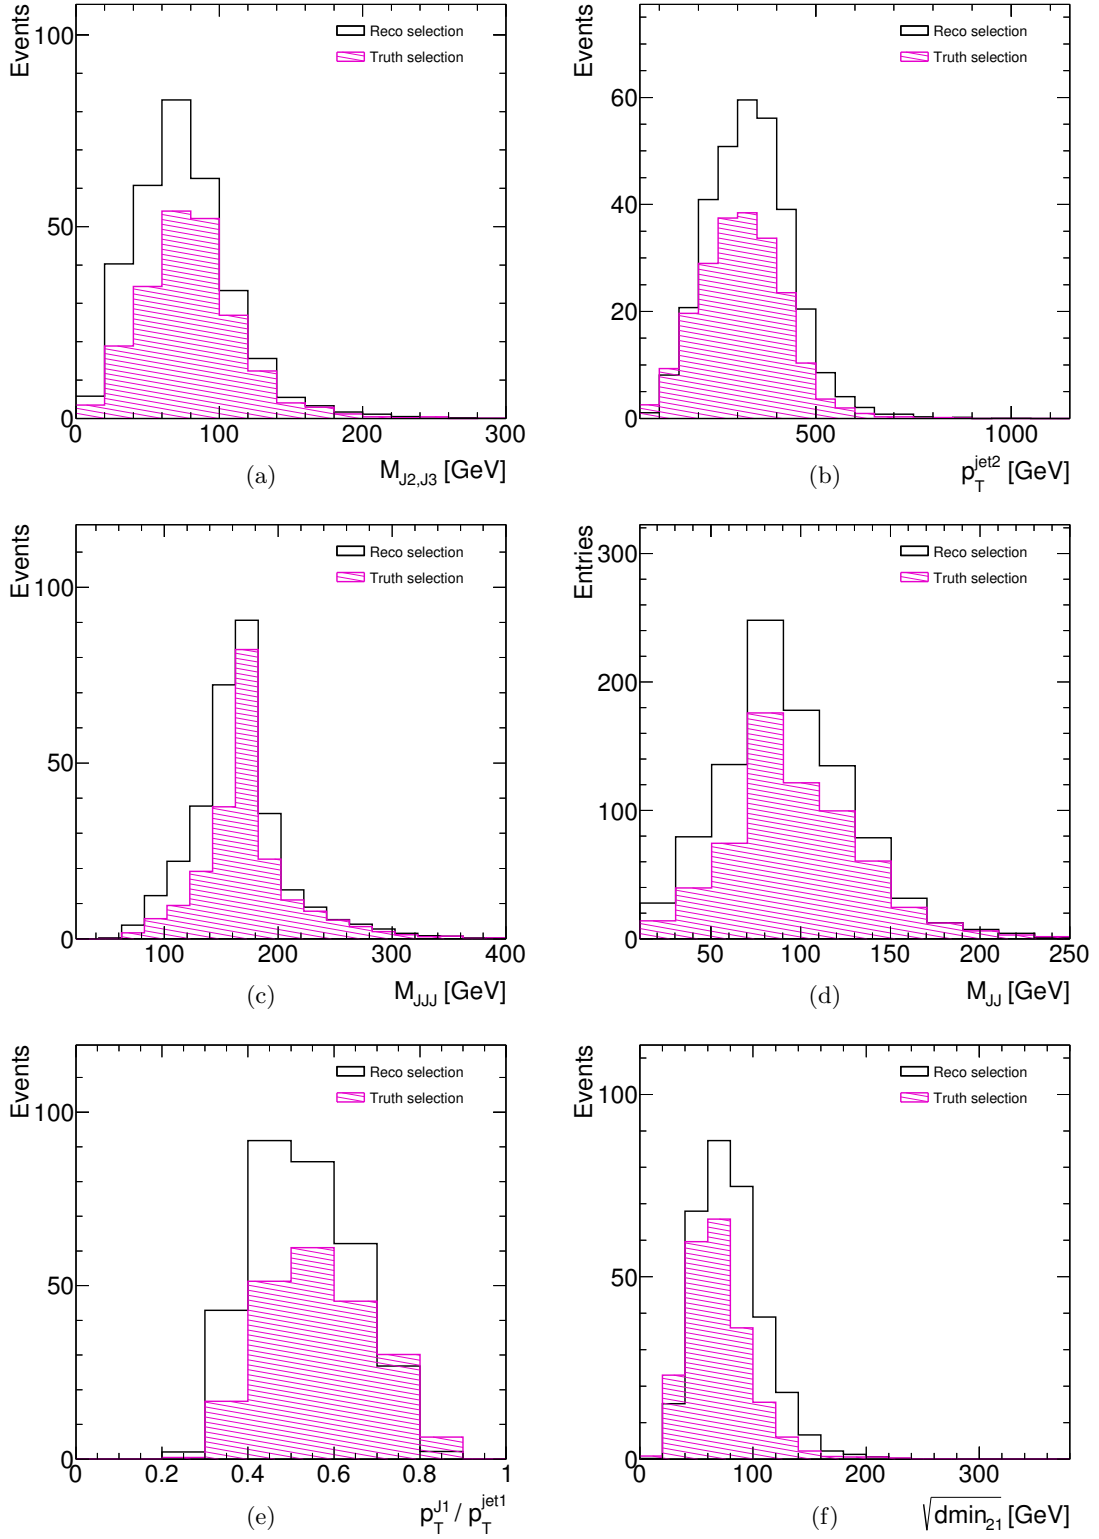 Events
100
50
0
0 100 200 300
Reco selection
Truth selection
M_{J2,J3} [GeV]
(a)
Events
60
40
20
0
500 1000
Reco selection
Truth selection
p_T^{jet2} [GeV]
(b)
Events
100
50
0
100 200 300 400
Reco selection
Truth selection
M_{JJJ} [GeV]
(c)
Entries
300
200
100
0
50 100 150 200 250
Reco selection
Truth selection
M_{JJ} [GeV]
(d)
Events
100
50
0
0 0.2 0.4 0.6 0.8 1
Reco selection
Truth selection
p_T^{J1} / p_T^{jet1}
(e)
Events
100
50
0
0 100 200 300
Reco selection
Truth selection
√dmin_{21} [GeV]
(f)